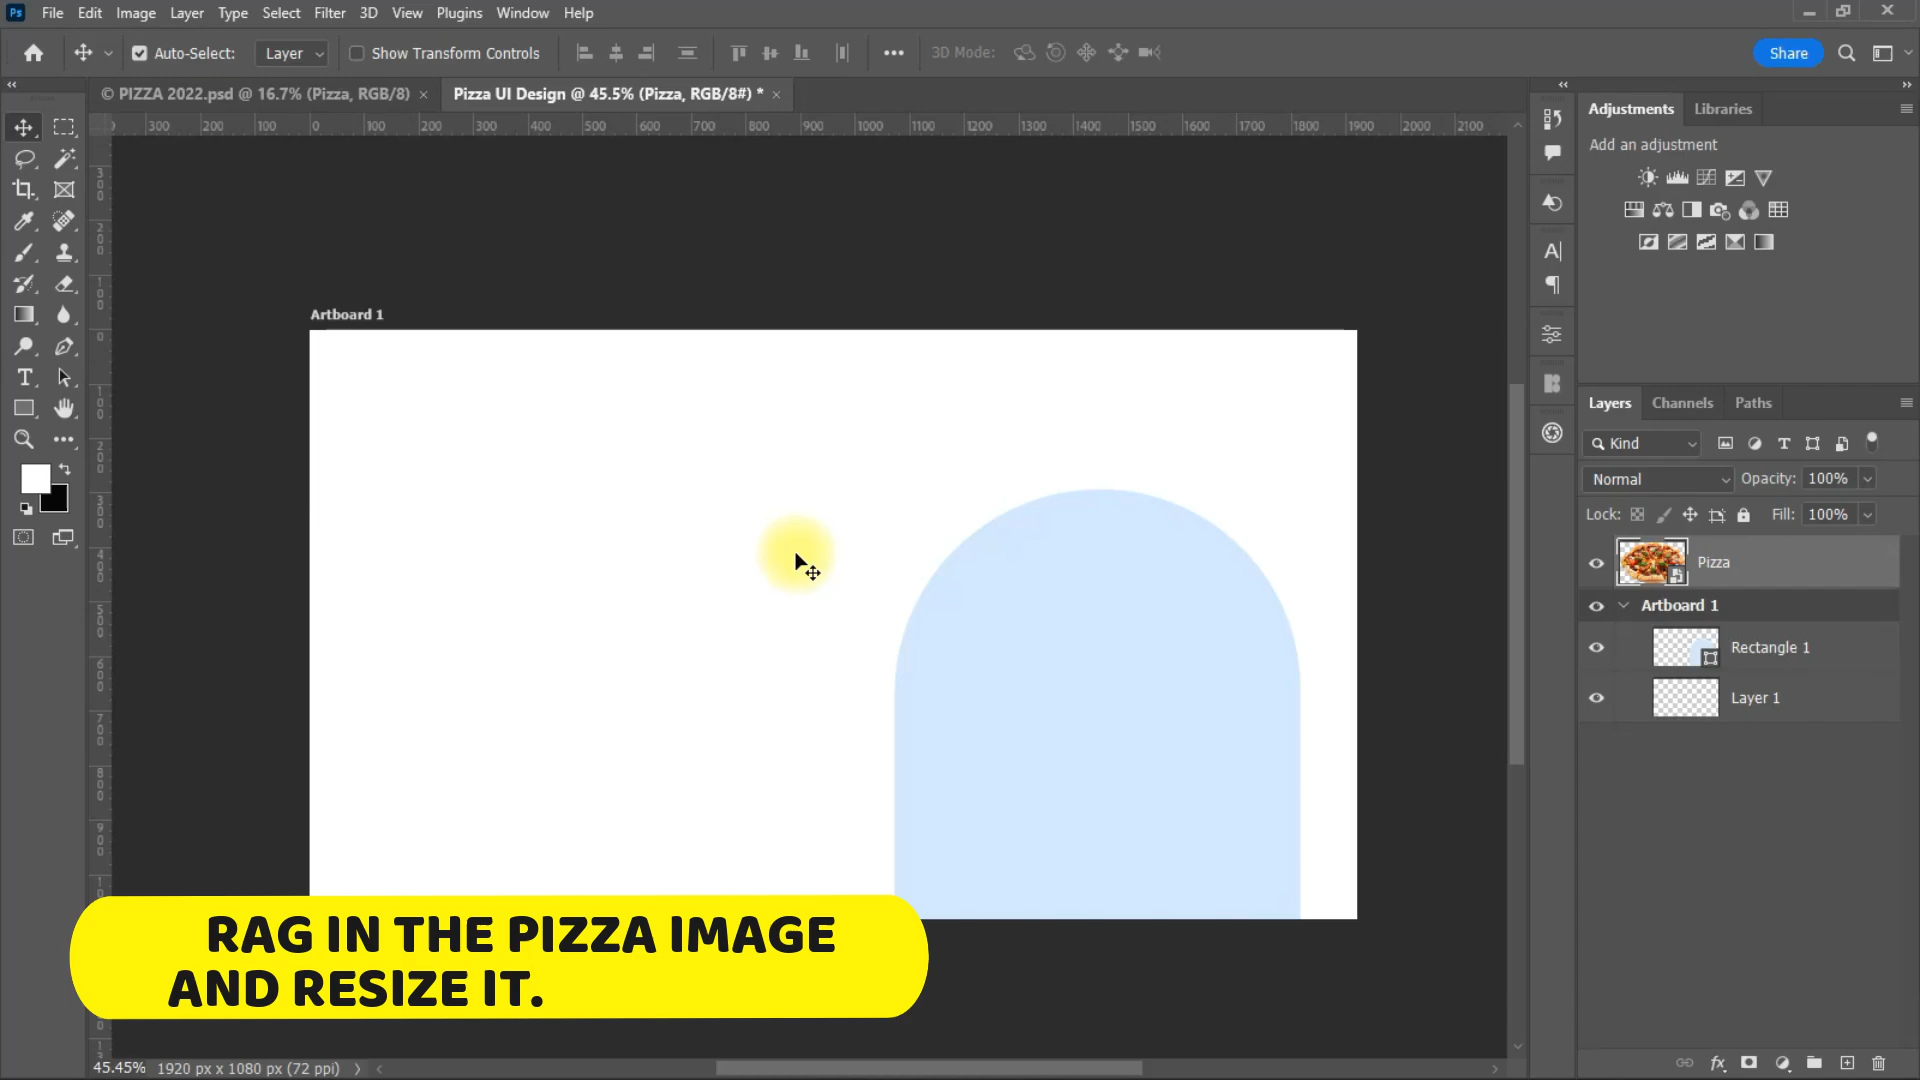 Ps File Edit Image Layer Type Select Filter 3D View Plugins Window Help
Auto-Select: Layer Show Transform Controls 3D Mode: Share
© PIZZA 2022.psd @ 16.7% (Pizza, RGB/8) × Pizza UI Design @ 45.5% (Pizza, RGB/8#) * ×
300 200 100 0 100 200 300 400 500 600 700 800 900 1000 1100 1200 1300 1400 1500 1600 1700 1800 1900 2000 2100
Adjustments Libraries
Add an adjustment
Artboard 1
Layers Channels Paths
Kind
Normal Opacity: 100%
Lock: Fill: 100%
Pizza
Artboard 1
Rectangle 1
Layer 1
RAG IN THE PIZZA IMAGE
AND RESIZE IT.
45.45% 1920 px x 1080 px (72 ppi)